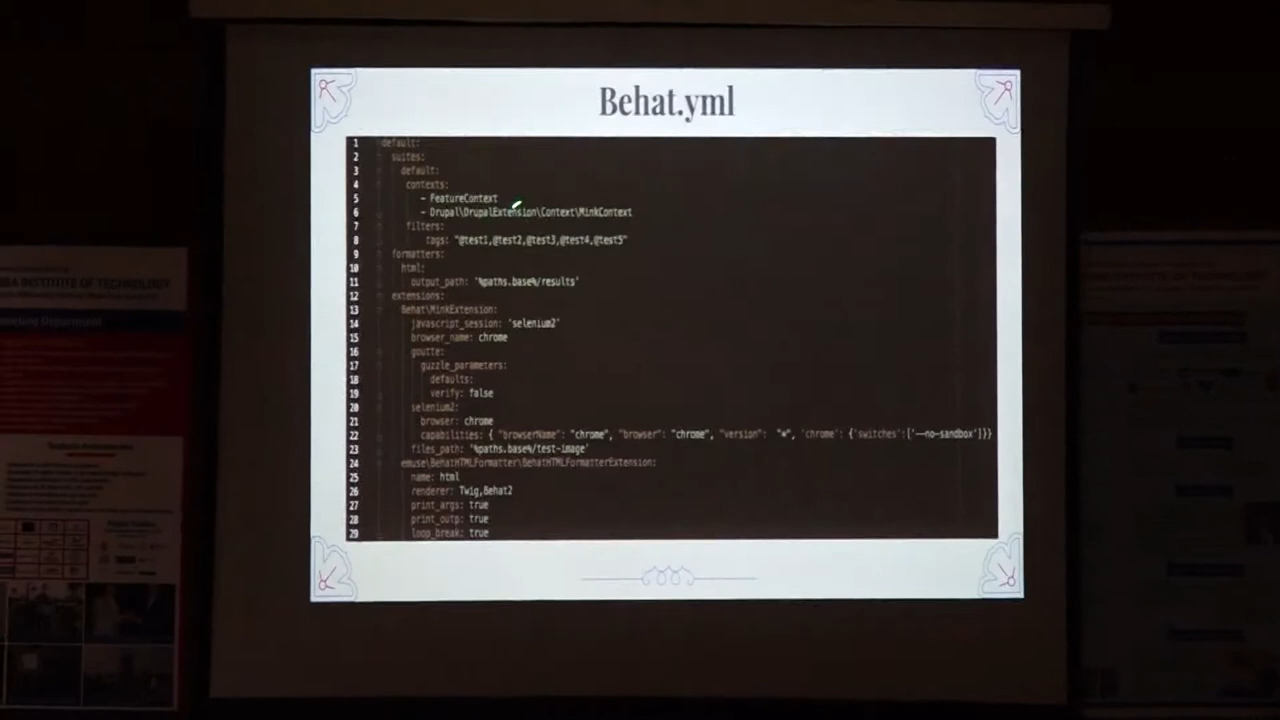 Behat.yml
1 default:
2 suites:
3 default:
4 contexts:
5 - FeatureContext
6 - Drupal\DrupalExtension\Context\MinkContext
7 filters:
8 tags: "@test1,@test2,@test3,@test4,@test5"
9 formatters:
10 html:
11 output_path: '%paths.base%/results'
12 extensions:
13 Behat\MinkExtension:
14 javascript_session: 'selenium2'
15 browser_name: chrome
16 goutte:
17 guzzle_parameters:
18 defaults:
19 verify: false
20 selenium2:
21 browser: chrome
22 capabilities: { "browserName": "chrome", "browser": "chrome", "version": "*", 'chrome': {'switches':['--no-sandbox']}}
23 files_path: '%paths.base%/test-image'
24 emuse\BehatHTMLFormatter\BehatHTMLFormatterExtension:
25 name: html
26 renderer: Twig,Behat2
27 print_args: true
28 print_outp: true
29 loop_break: true
INSTITUTE OF TECHNOLOGY
Department